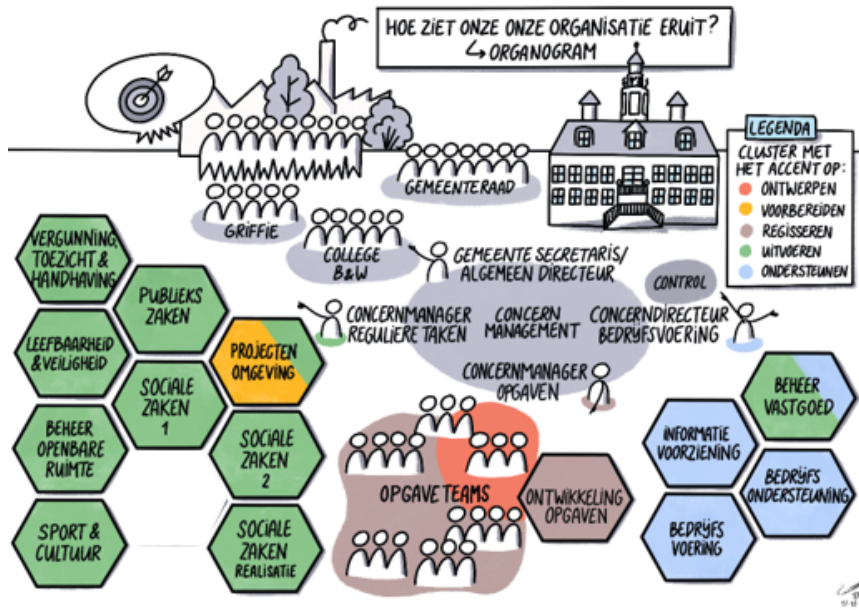 HOE ZIET ONZE ONZE ORGANISATIE ERUIT?
↳ ORGANOGRAM
LEGENDA
CLUSTER MET
HET ACCENT OP:
ONTWERPEN
VOORBEREIDEN
REGISSEREN
UITVOEREN
ONDERSTEUNEN
GEMEENTERAAD
GRIFFIE
COLLEGE
B&W
GEMEENTE SECRETARIS/
ALGEMEEN DIRECTEUR
CONTROL
CONCERNMANAGER
REGULIERE TAKEN
CONCERN
MANAGEMENT
CONCERNDIRECTEUR
BEDRIJFSVOERING
CONCERNMANAGER
OPGAVEN
VERGUNNING,
TOEZICHT &
HANDHAVING
PUBLIEKS
ZAKEN
LEEFBAARHEID
& VEILIGHEID
PROJECTEN
OMGEVING
SOCIALE
ZAKEN
1
BEHEER
OPENBARE
RUIMTE
SOCIALE
ZAKEN
2
SPORT &
CULTUUR
SOCIALE
ZAKEN
REALISATIE
OPGAVE TEAMS
ONTWIKKELING
OPGAVEN
BEHEER
VASTGOED
INFORMATIE
VOORZIENING
BEDRIJFS
ONDERSTEUNING
BEDRIJFS
VOERING